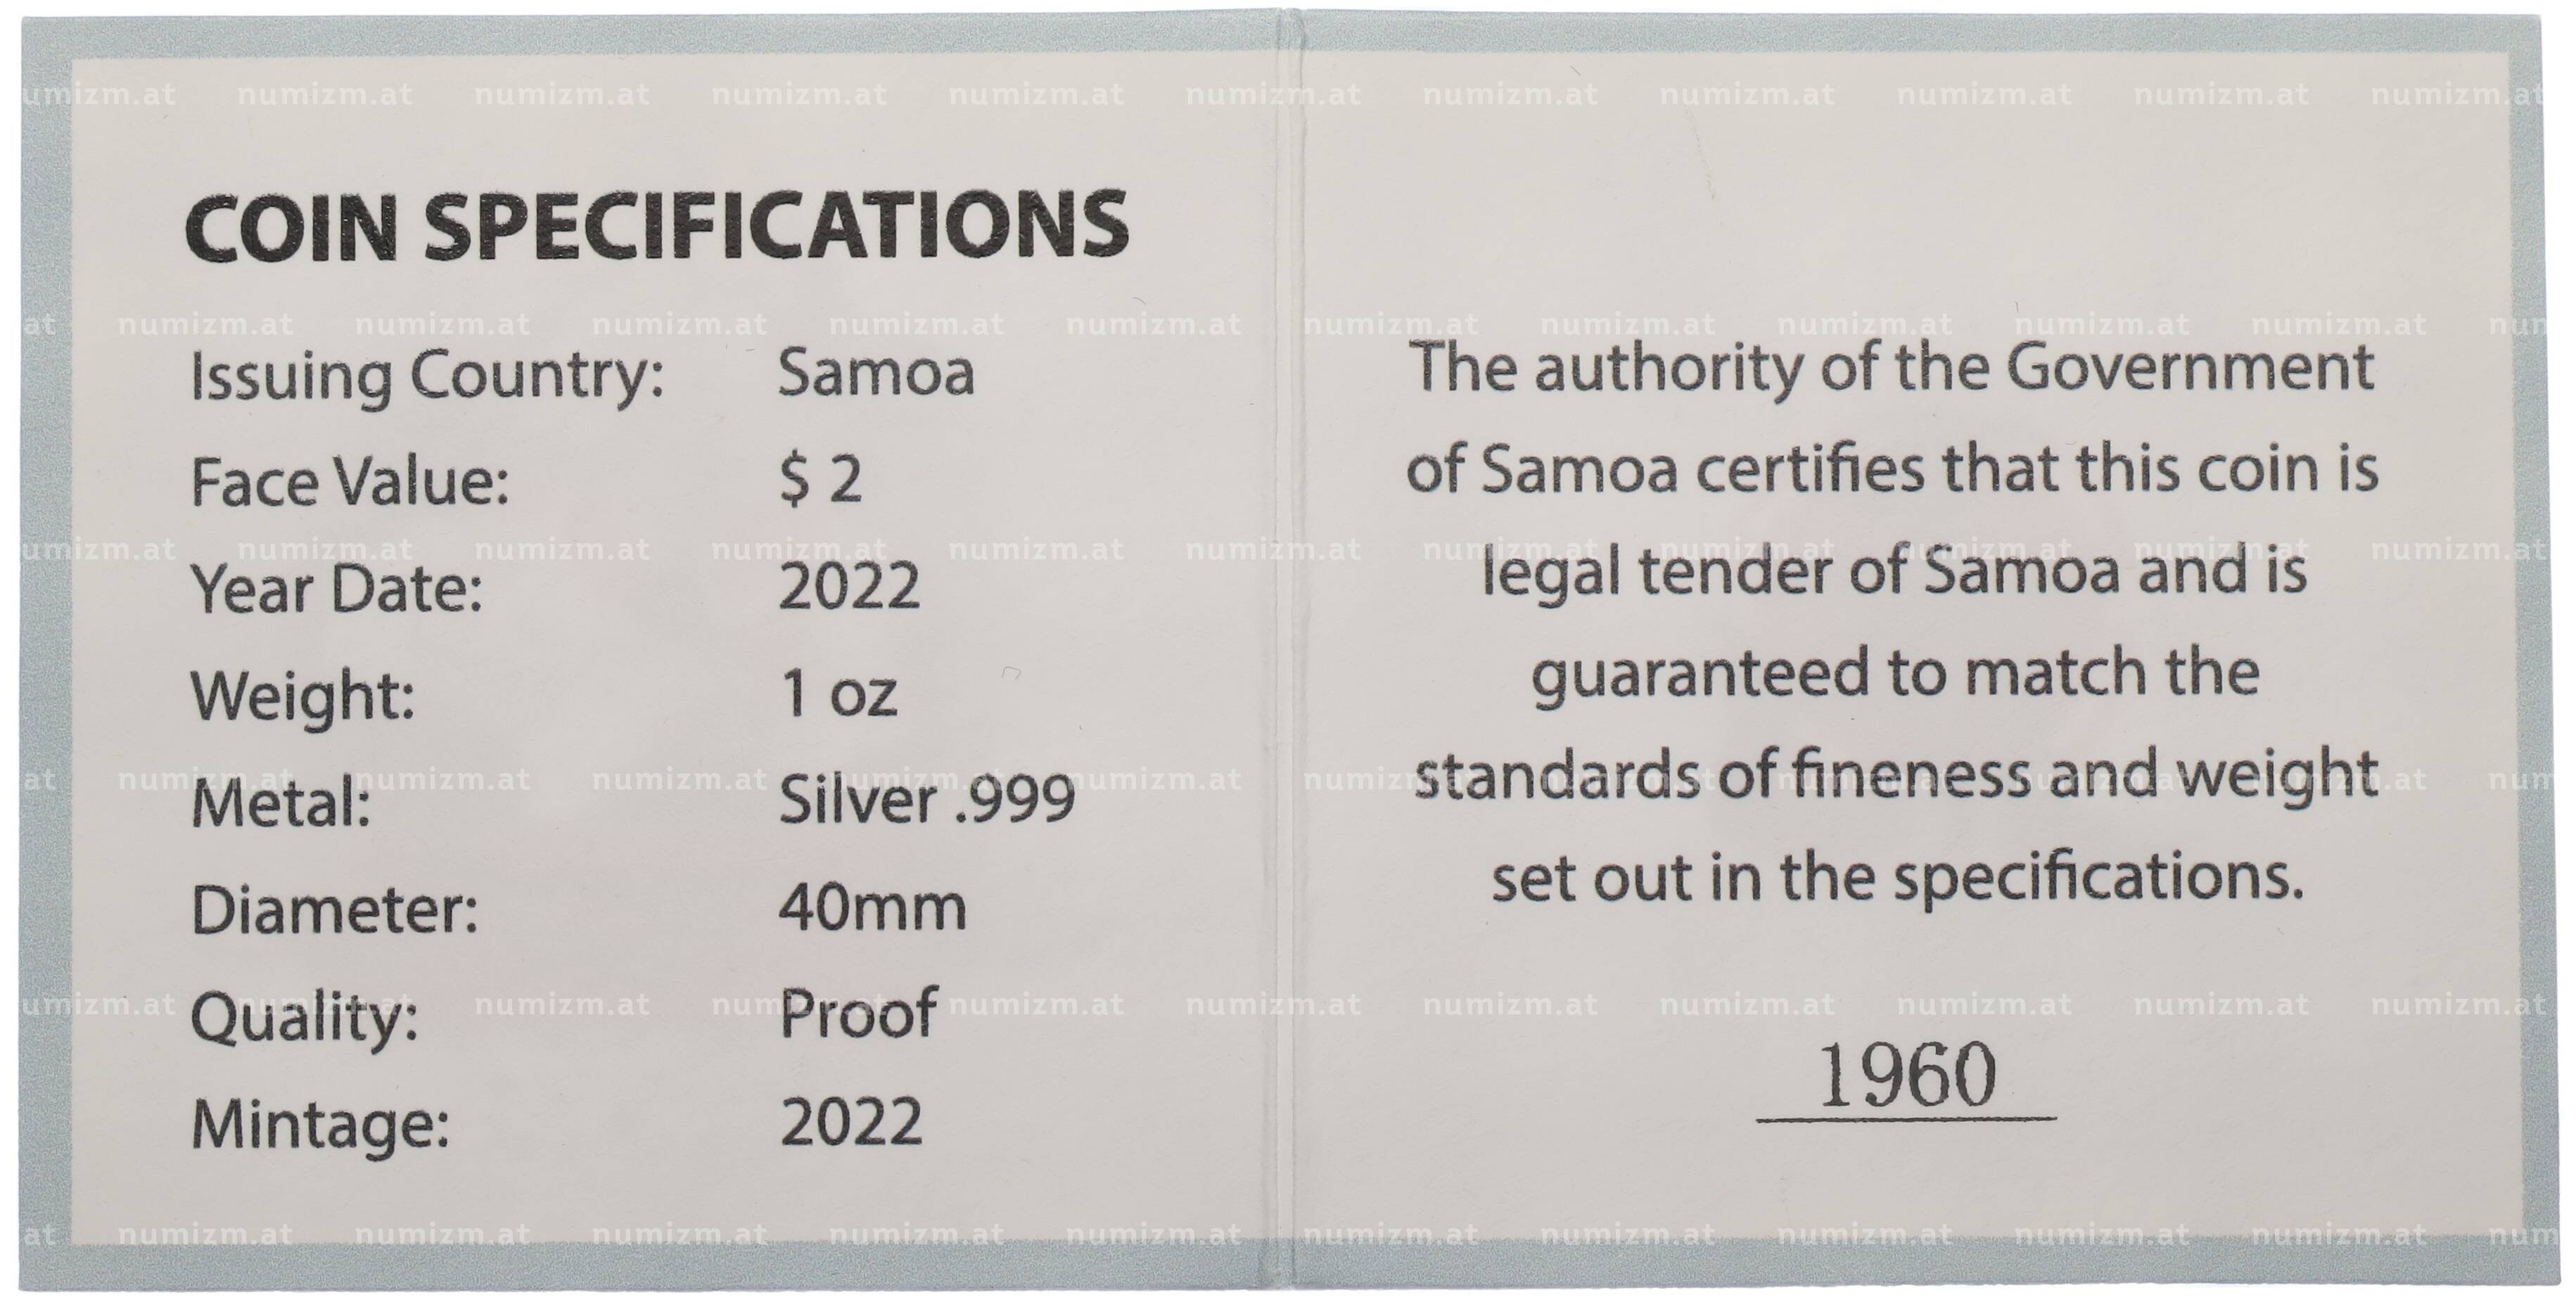 COIN SPECIFICATIONS
Issuing Country: Samoa
Face Value: $ 2
Year Date: 2022
Weight: 1 oz
Metal: Silver .999
Diameter: 40mm
Quality: Proof
Mintage: 2022
The authority of the Government
of Samoa certifies that this coin is
legal tender of Samoa and is
guaranteed to match the
standards of fineness and weight
set out in the specifications.
1960
numizm.at